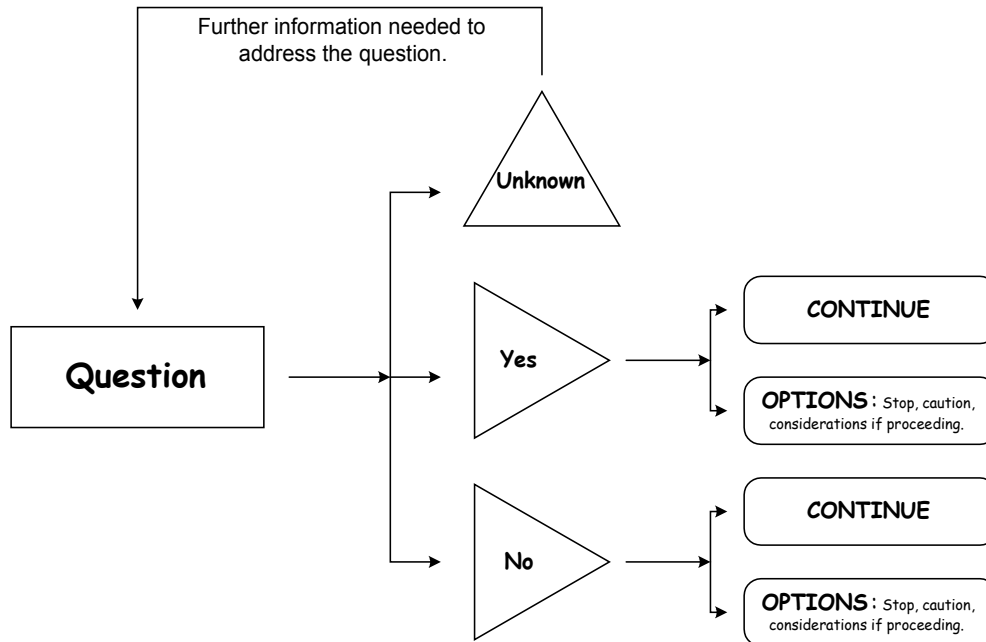 Further information needed to
address the question.
Unknown
Question
Yes
CONTINUE
OPTIONS: Stop, caution,
considerations if proceeding.
No
CONTINUE
OPTIONS: Stop, caution,
considerations if proceeding.